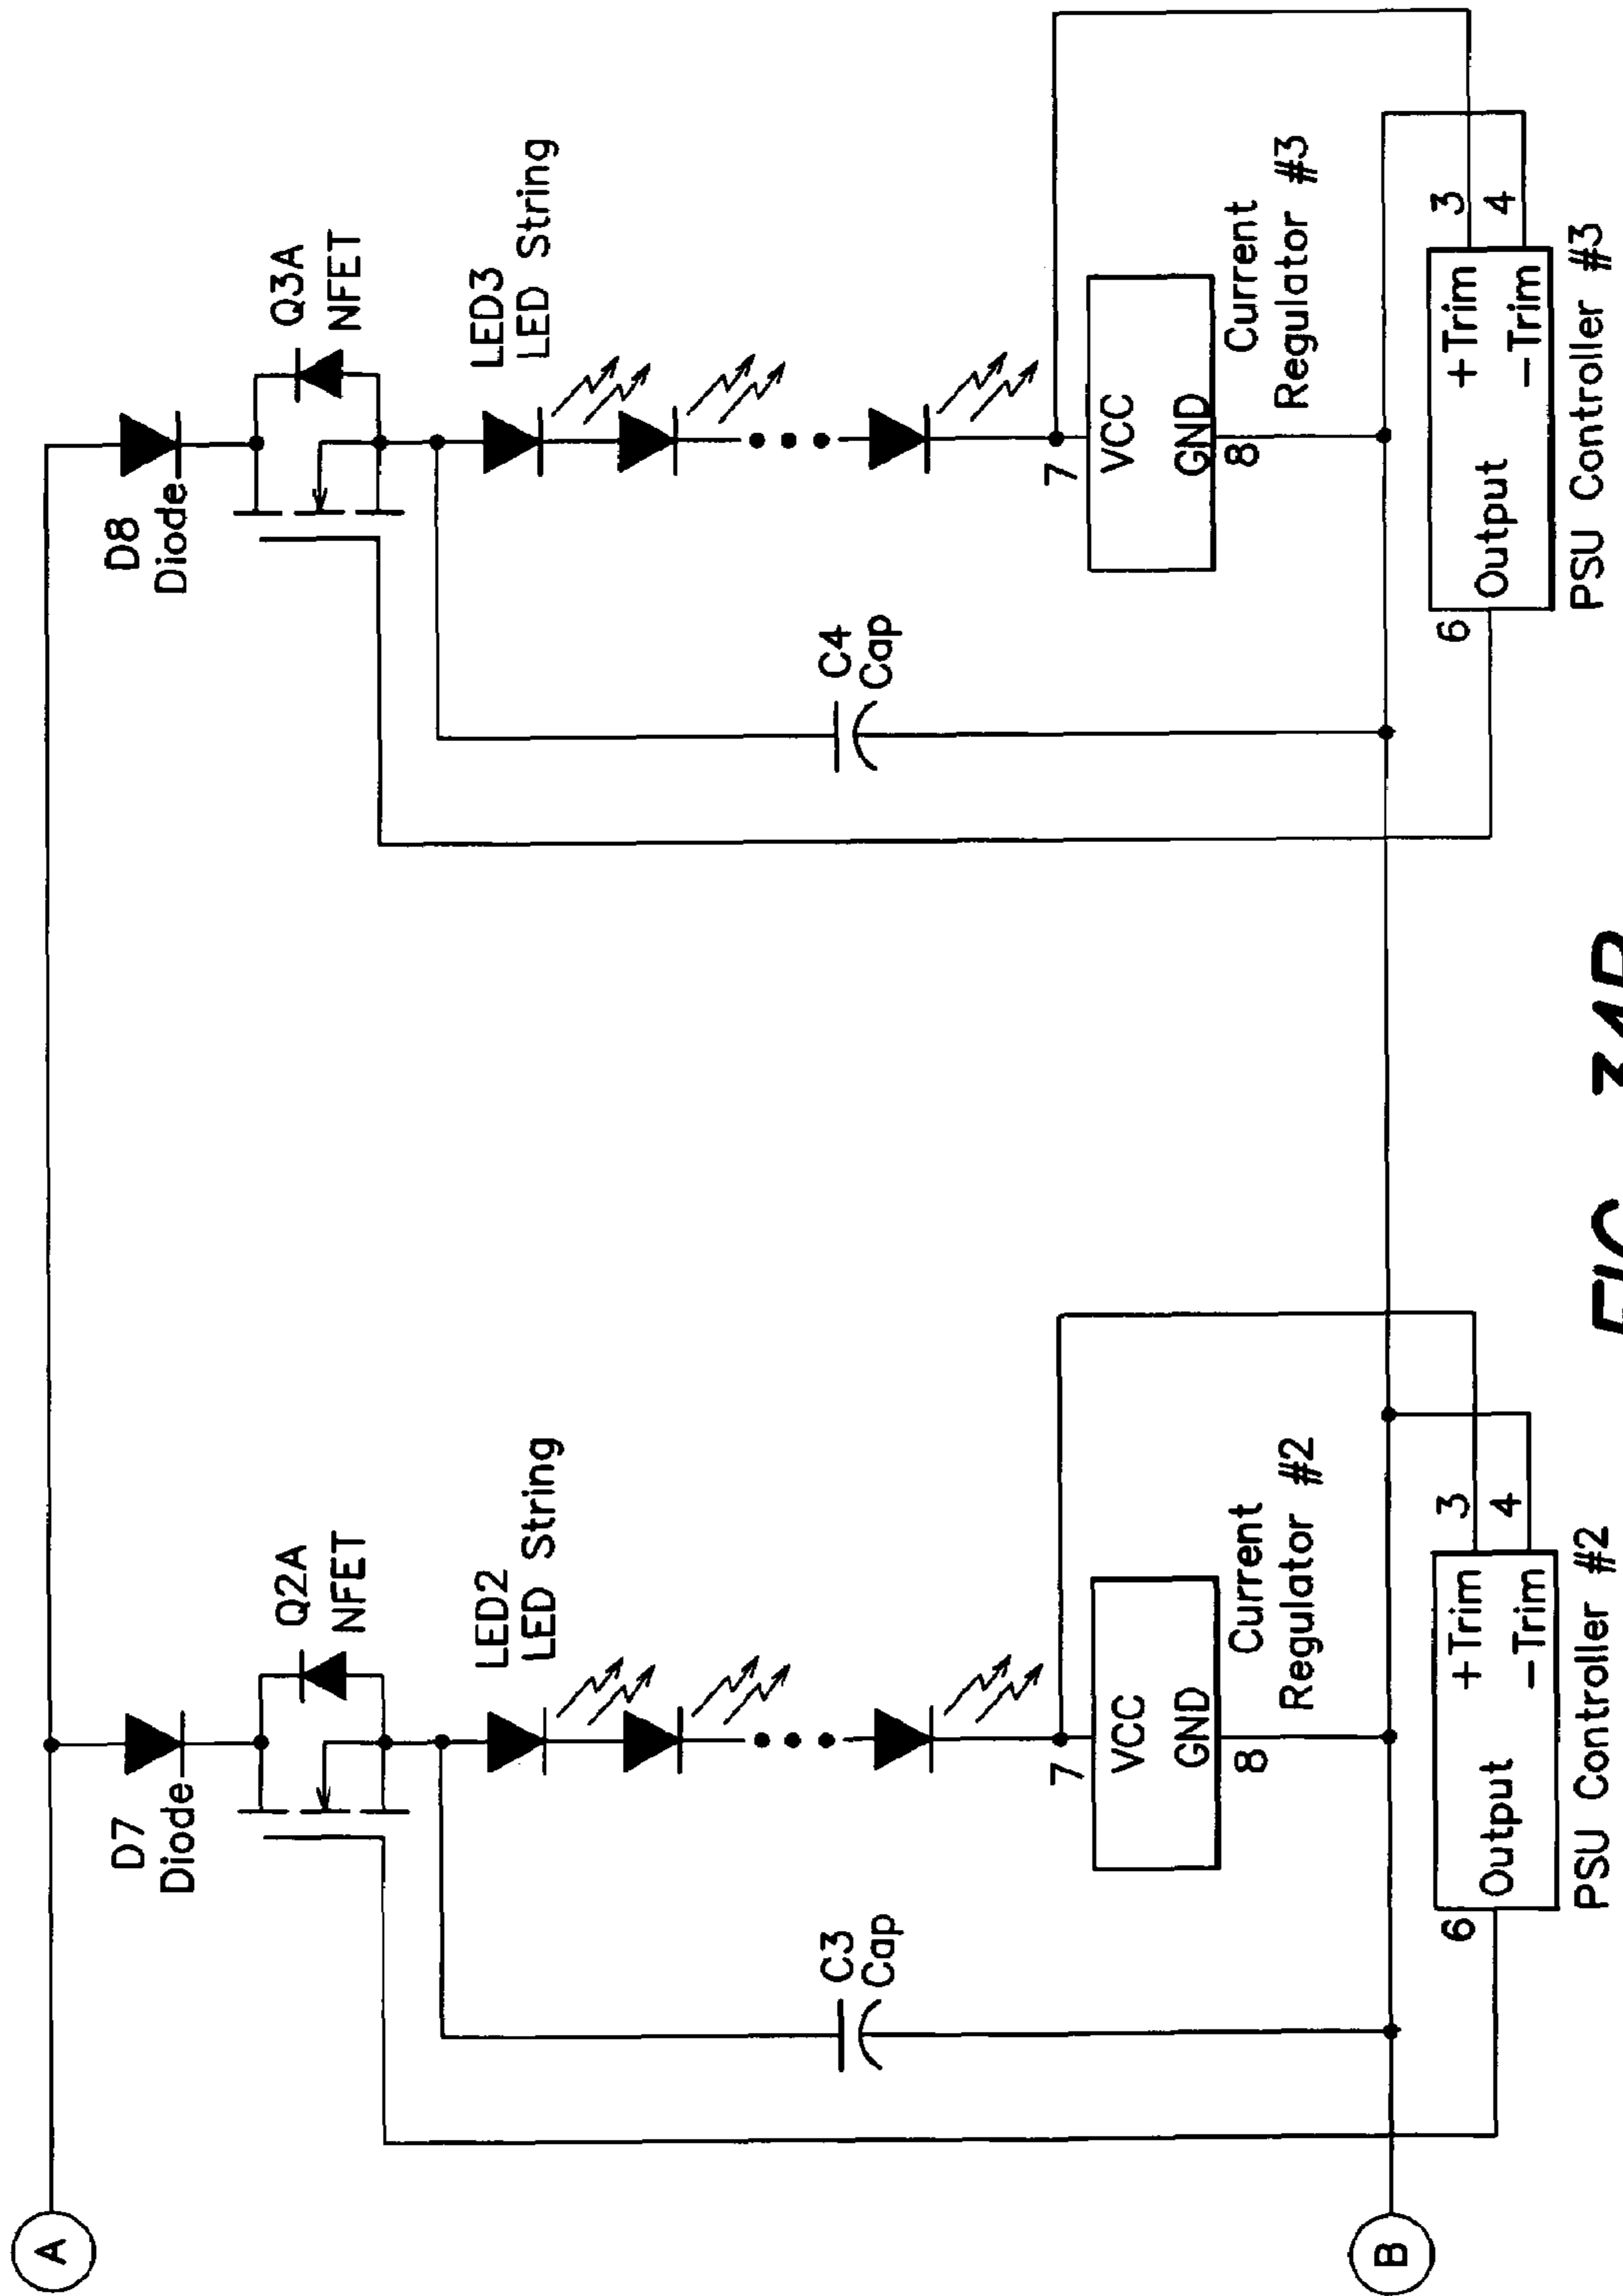 A
D7
Diode
Q2A
NFET
LED2
LED String
C3
Cap
7
VCC
GND
8
Current
Regulator #2
B
6
Output
+Trim
-Trim
3
4
PSU Controller #2
D8
Diode
Q3A
NFET
LED3
LED String
C4
Cap
7
VCC
GND
8
Current
Regulator #3
6
Output
+Trim
-Trim
3
4
PSU Controller #3